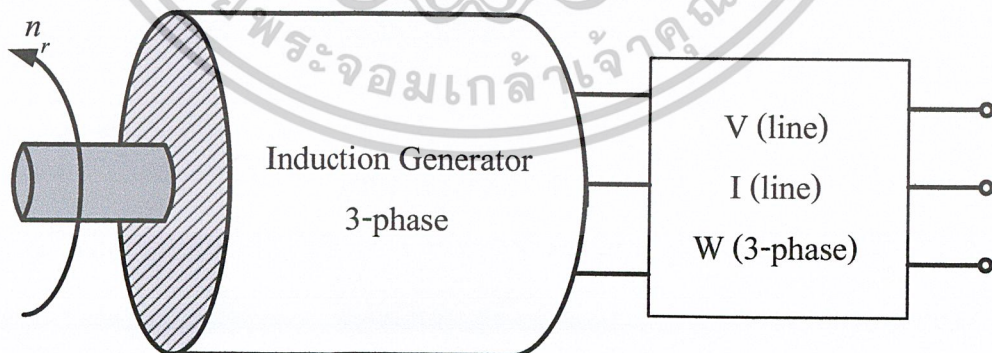 พระจอมเกล้าเจ้าคุณ
n_r
Induction Generator
3-phase
V (line)
I (line)
W (3-phase)